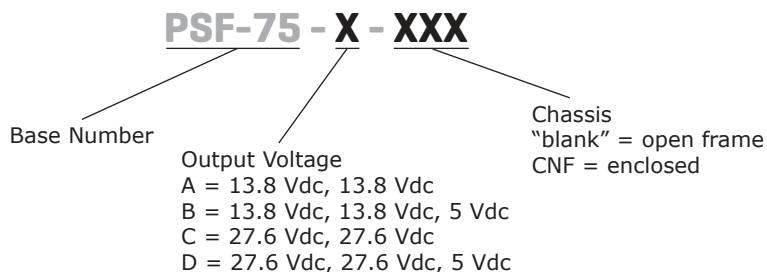 PSF-75 - X - XXX
Base Number
Output Voltage
A = 13.8 Vdc, 13.8 Vdc
B = 13.8 Vdc, 13.8 Vdc, 5 Vdc
C = 27.6 Vdc, 27.6 Vdc
D = 27.6 Vdc, 27.6 Vdc, 5 Vdc
Chassis
“blank” = open frame
CNF = enclosed